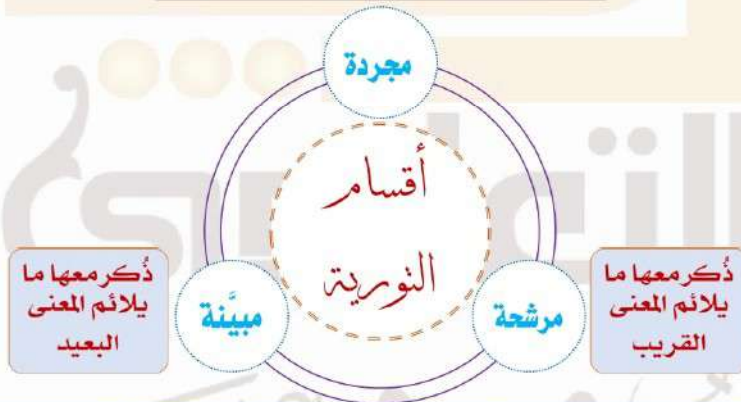 مجردة
أقسام
التورية
مرشحة
مبيَّنة
ذُكر معها ما
يلائم المعنى
القريب
ذُكر معها ما
يلائم المعنى
البعيد